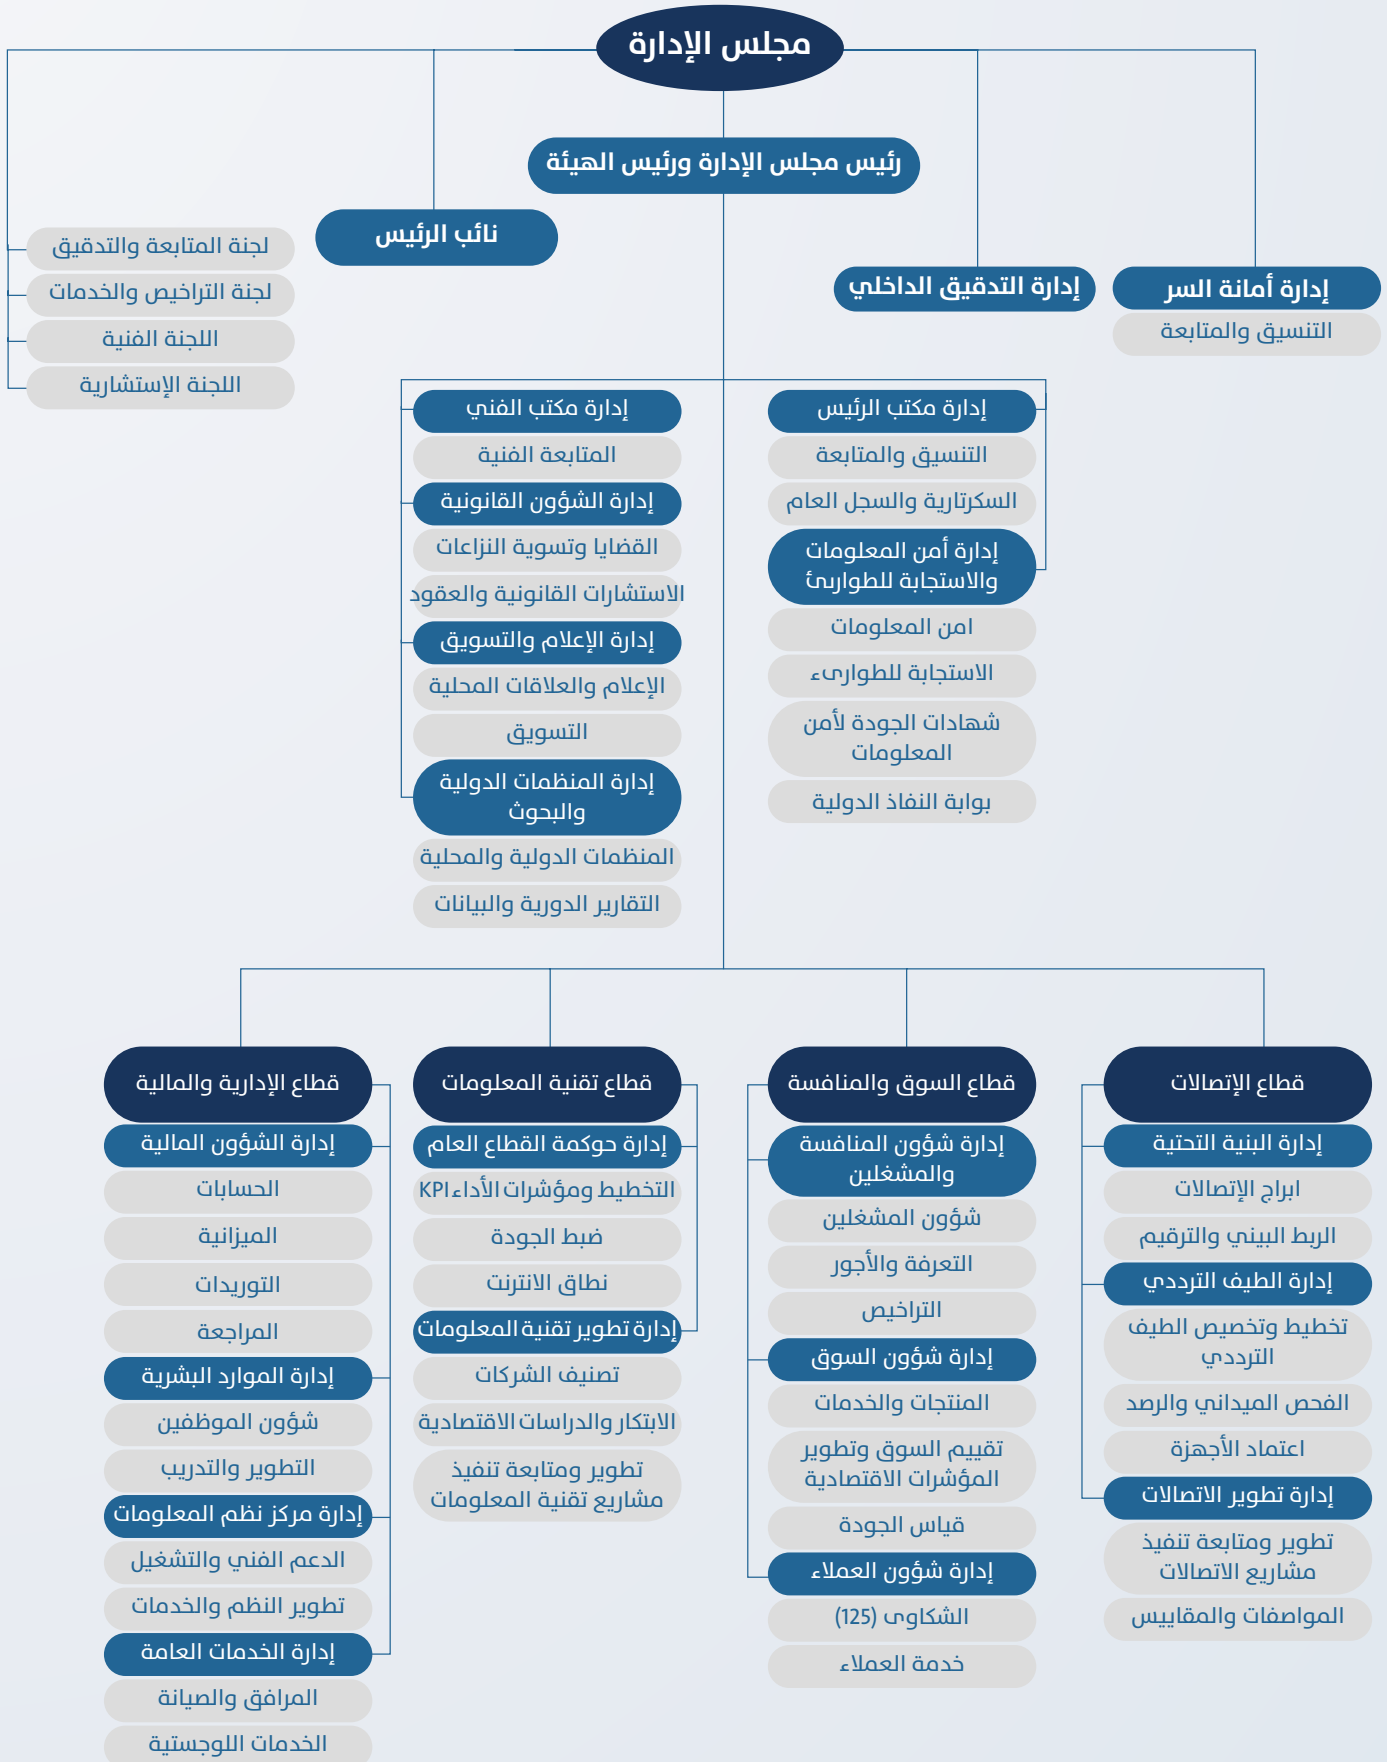 مجلس الإدارة
رئيس مجلس الإدارة ورئيس الهيئة
نائب الرئيس
إدارة أمانة السر
التنسيق والمتابعة
إدارة التدقيق الداخلي
لجنة المتابعة والتدقيق
لجنة التراخيص والخدمات
اللجنة الفنية
اللجنة الإستشارية
إدارة مكتب الرئيس
التنسيق والمتابعة
السكرتارية والسجل العام
إدارة أمن المعلومات
والاستجابة للطوارئ
امن المعلومات
الاستجابة للطوارىء
شهادات الجودة لأمن
المعلومات
بوابة النفاذ الدولية
إدارة مكتب الفني
المتابعة الفنية
إدارة الشؤون القانونية
القضايا وتسوية النزاعات
الاستشارات القانونية والعقود
إدارة الإعلام والتسويق
الإعلام والعلاقات المحلية
التسويق
إدارة المنظمات الدولية
والبحوث
المنظمات الدولية والمحلية
التقارير الدورية والبيانات
قطاع الإتصالات
إدارة البنية التحتية
ابراج الإتصالات
الربط البيني والترقيم
إدارة الطيف الترددي
تخطيط وتخصيص الطيف
الترددي
الفحص الميداني والرصد
اعتماد الأجهزة
إدارة تطوير الاتصالات
تطوير ومتابعة تنفيذ
مشاريع الاتصالات
المواصفات والمقاييس
قطاع السوق والمنافسة
إدارة شؤون المنافسة
والمشغلين
شؤون المشغلين
التعرفة والأجور
التراخيص
إدارة شؤون السوق
المنتجات والخدمات
تقييم السوق وتطوير
المؤشرات الاقتصادية
قياس الجودة
إدارة شؤون العملاء
الشكاوى (125)
خدمة العملاء
قطاع تقنية المعلومات
إدارة حوكمة القطاع العام
التخطيط ومؤشرات الأداء KPI
ضبط الجودة
نطاق الانترنت
إدارة تطوير تقنية المعلومات
تصنيف الشركات
الابتكار والدراسات الاقتصادية
تطوير ومتابعة تنفيذ
مشاريع تقنية المعلومات
قطاع الإدارية والمالية
إدارة الشؤون المالية
الحسابات
الميزانية
التوريدات
المراجعة
إدارة الموارد البشرية
شؤون الموظفين
التطوير والتدريب
إدارة مركز نظم المعلومات
الدعم الفني والتشغيل
تطوير النظم والخدمات
إدارة الخدمات العامة
المرافق والصيانة
الخدمات اللوجستية